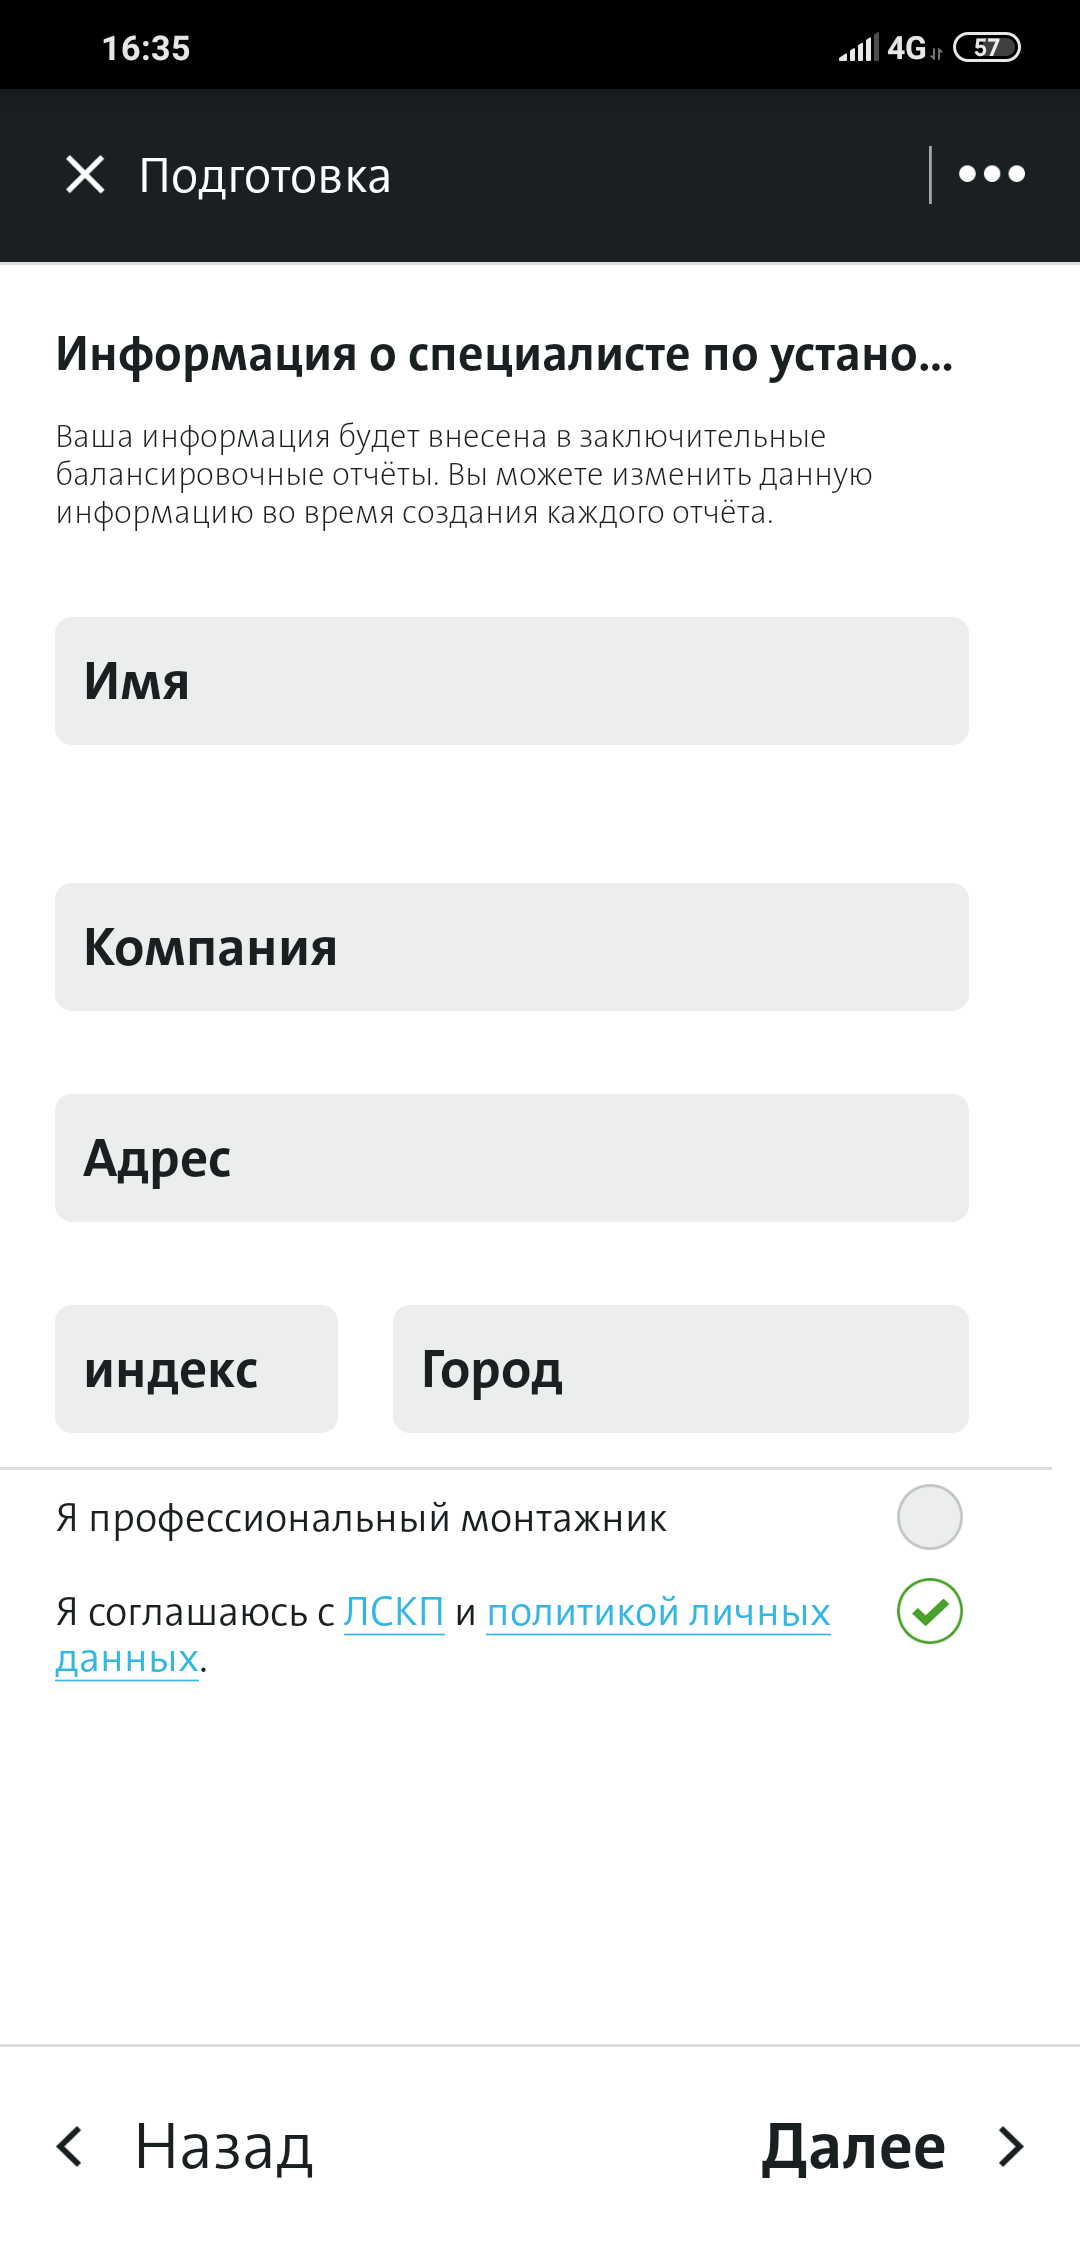 16:35
4G 57
Подготовка
Информация о специалисте по устано...
Ваша информация будет внесена в заключительные
балансировочные отчёты. Вы можете изменить данную
информацию во время создания каждого отчёта.
Имя
Компания
Адрес
индекс Город
Я профессиональный монтажник
Я соглашаюсь с ЛСКП и политикой личных
данных.
Назад Далее